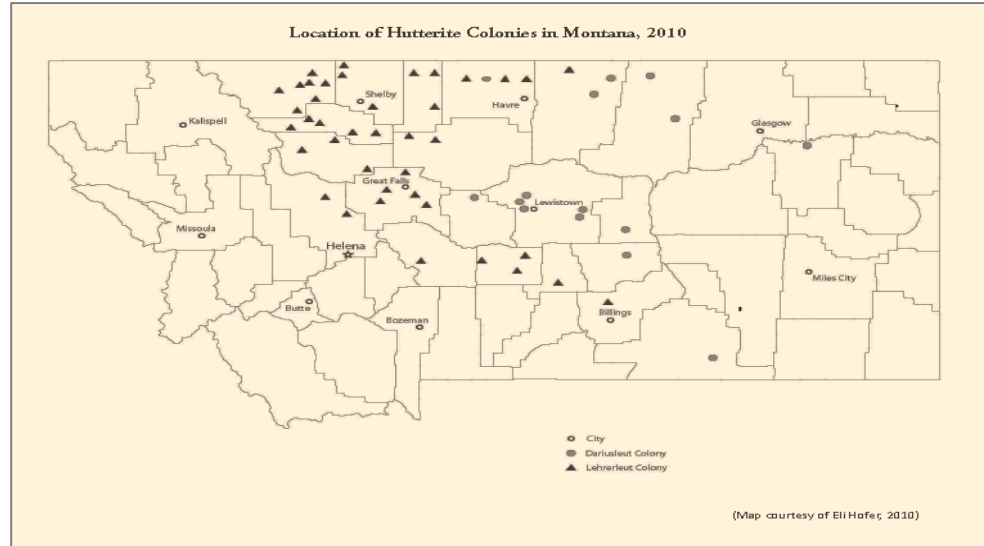 Location of Hutterite Colonies in Montana, 2010
Shelby
Havre
Kalispell
Glasgow
Great Falls
Lewistown
Missoula
Helena
Miles City
Butte
Billings
Bozeman
City
Dariusleut Colony
Lehrerleut Colony
(Map courtesy of Eli Hofer, 2010)